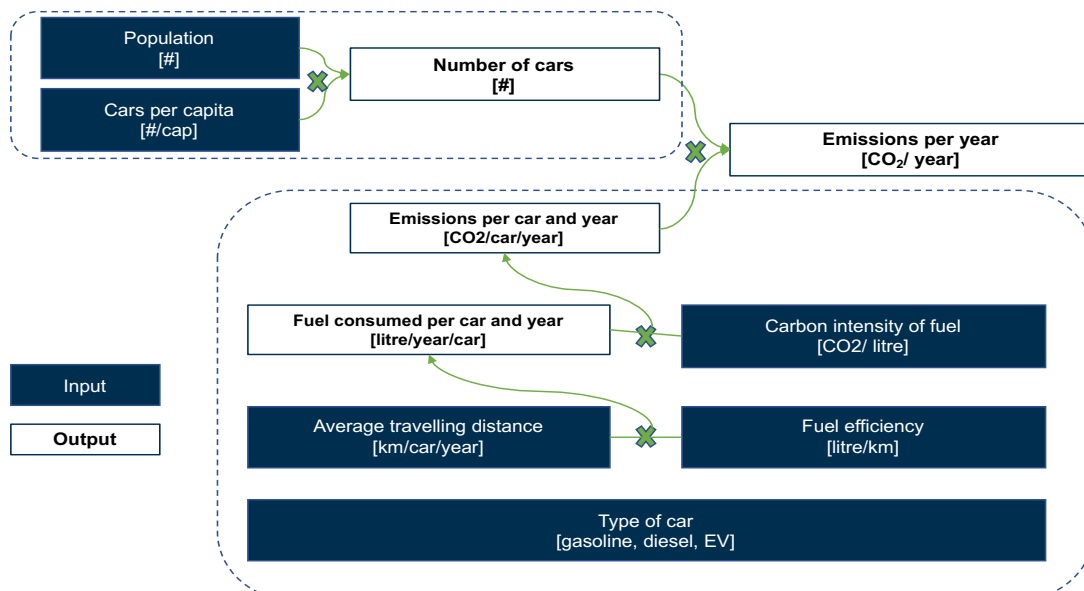 Population
[#]
Cars per capita
[#/cap]
Number of cars
[#]
Emissions per year
[CO₂/ year]
Emissions per car and year
[CO2/car/year]
Fuel consumed per car and year
[litre/year/car]
Carbon intensity of fuel
[CO2/ litre]
Input
Output
Average travelling distance
[km/car/year]
Fuel efficiency
[litre/km]
Type of car
[gasoline, diesel, EV]